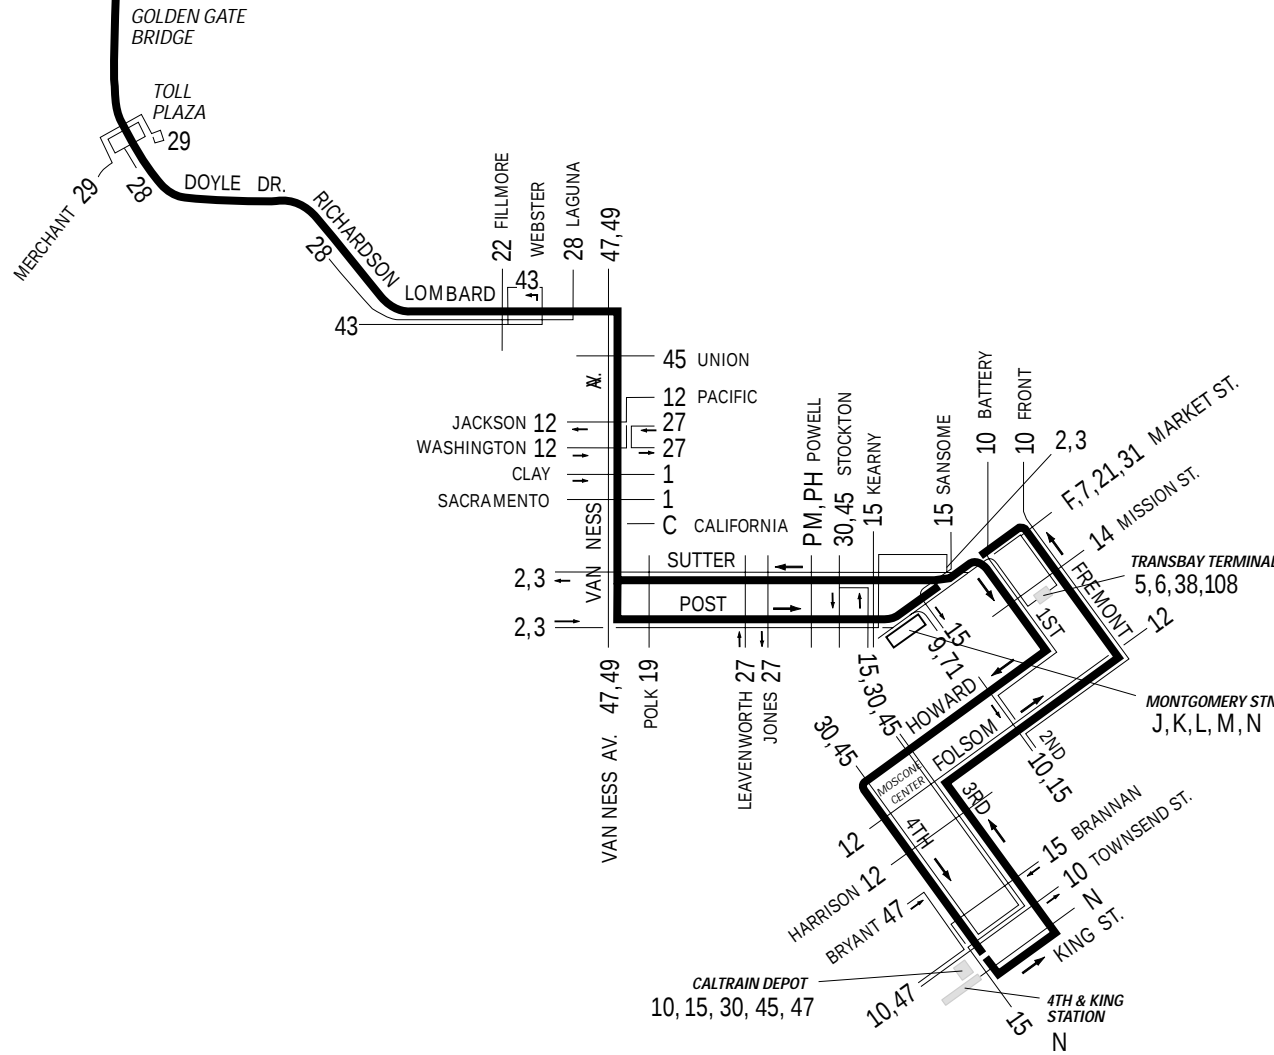 GOLDEN GATE
BRIDGE
TOLL
PLAZA
29
MERCHANT 29
28
DOYLE DR.
RICHARDSON
28
LOMBARD
43
22 FILLMORE
43
WEBSTER
28 LAGUNA
47, 49
45 UNION
AV.
12 PACIFIC
JACKSON 12
27
WASHINGTON 12
27
CLAY
1
SACRAMENTO
1
C CALIFORNIA
VAN NESS
SUTTER
2,3
POST
2,3
PM, PH POWELL
30, 45 STOCKTON
15 KEARNY
15 SANSOME
10 BATTERY
10 FRONT
2,3
F, 7, 21, 31 MARKET ST.
14 MISSION ST.
TRANSBAY TERMINAL
5, 6, 38, 108
FREMONT
1ST
12
15
9, 71
MONTGOMERY STN
J, K, L, M, N
VAN NESS AV. 47, 49
POLK 19
LEAVENWORTH 27
JONES 27
15, 30, 45
30, 45
HOWARD
FOLSOM
2ND
10, 15
MOSCONE
CENTER
3RD
4TH
12
HARRISON 12
BRYANT 47
15 BRANNAN
10 TOWNSEND ST.
N
KING ST.
CALTRAIN DEPOT
10, 15, 30, 45, 47
10, 47
15
4TH & KING
STATION
N